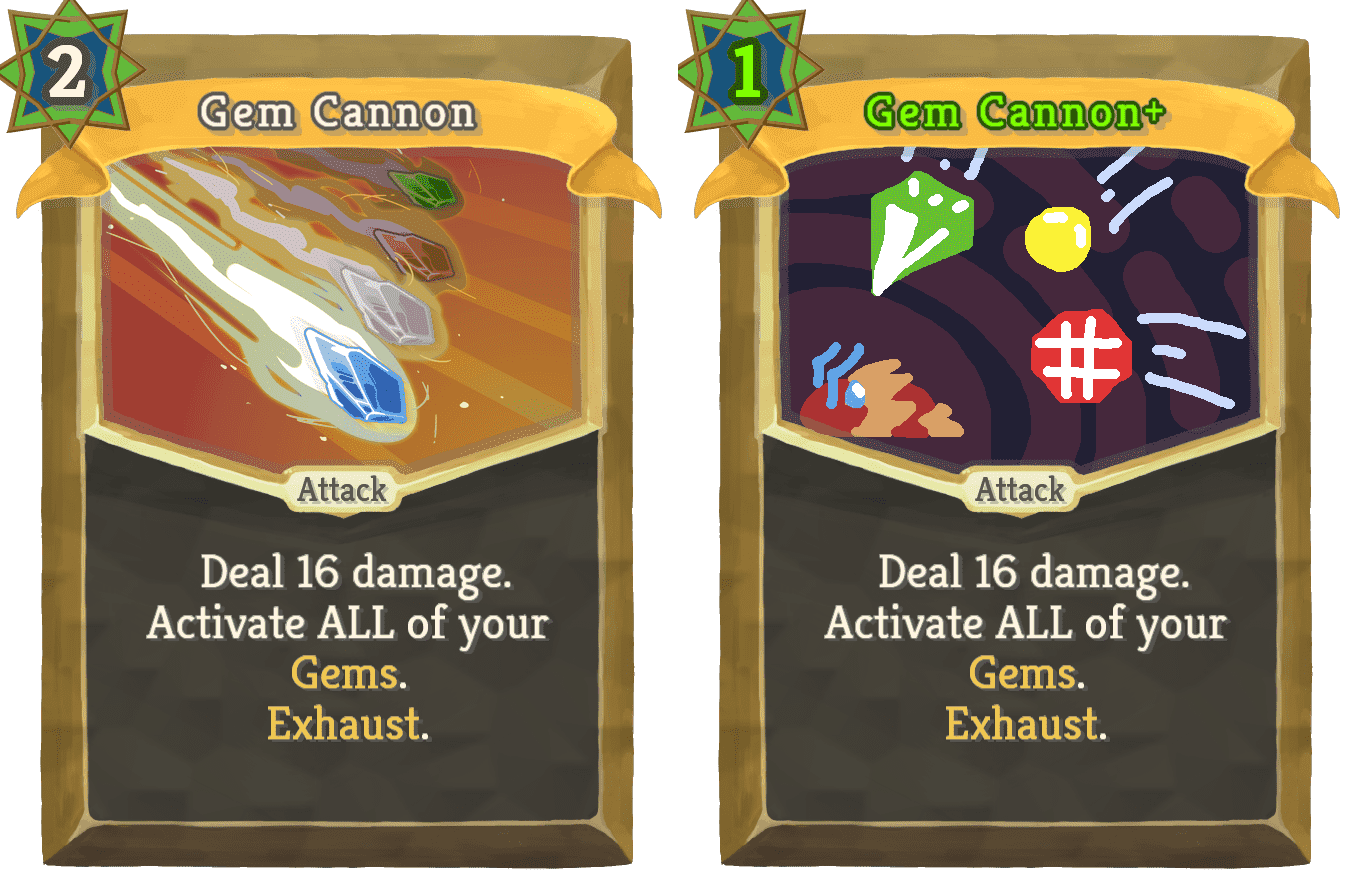 2
Gem Cannon
Attack
Deal 16 damage.
Activate ALL of your
Gems.
Exhaust.
1
Gem Cannon+
Attack
Deal 16 damage.
Activate ALL of your
Gems.
Exhaust.